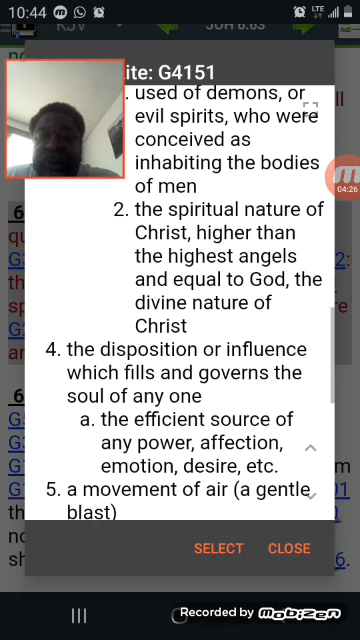 10:44
LTE
KJV
JOH 6:63
ite: G4151
. used of demons, or
evil spirits, who were
conceived as
inhabiting the bodies
of men
2. the spiritual nature of
Christ, higher than
the highest angels
and equal to God, the
divine nature of
Christ
4. the disposition or influence
which fills and governs the
soul of any one
a. the efficient source of
any power, affection,
emotion, desire, etc.
5. a movement of air (a gentle
blast)
04:26
SELECT CLOSE
Recorded by mobizen